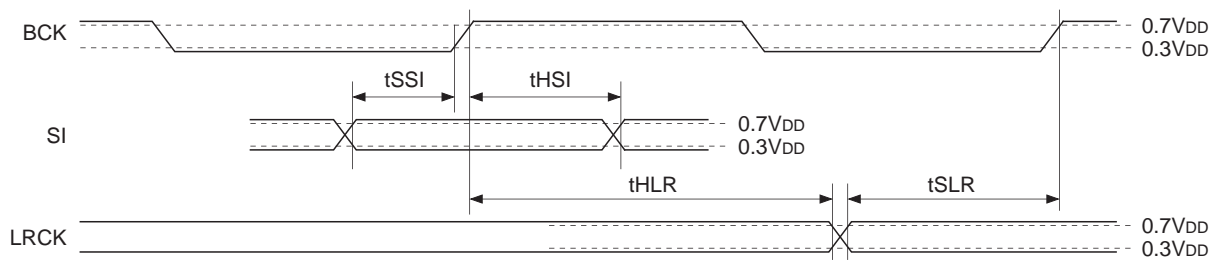 BCK
0.7VDD
0.3VDD
tSSI
tHSI
SI
0.7VDD
0.3VDD
tHLR
tSLR
LRCK
0.7VDD
0.3VDD